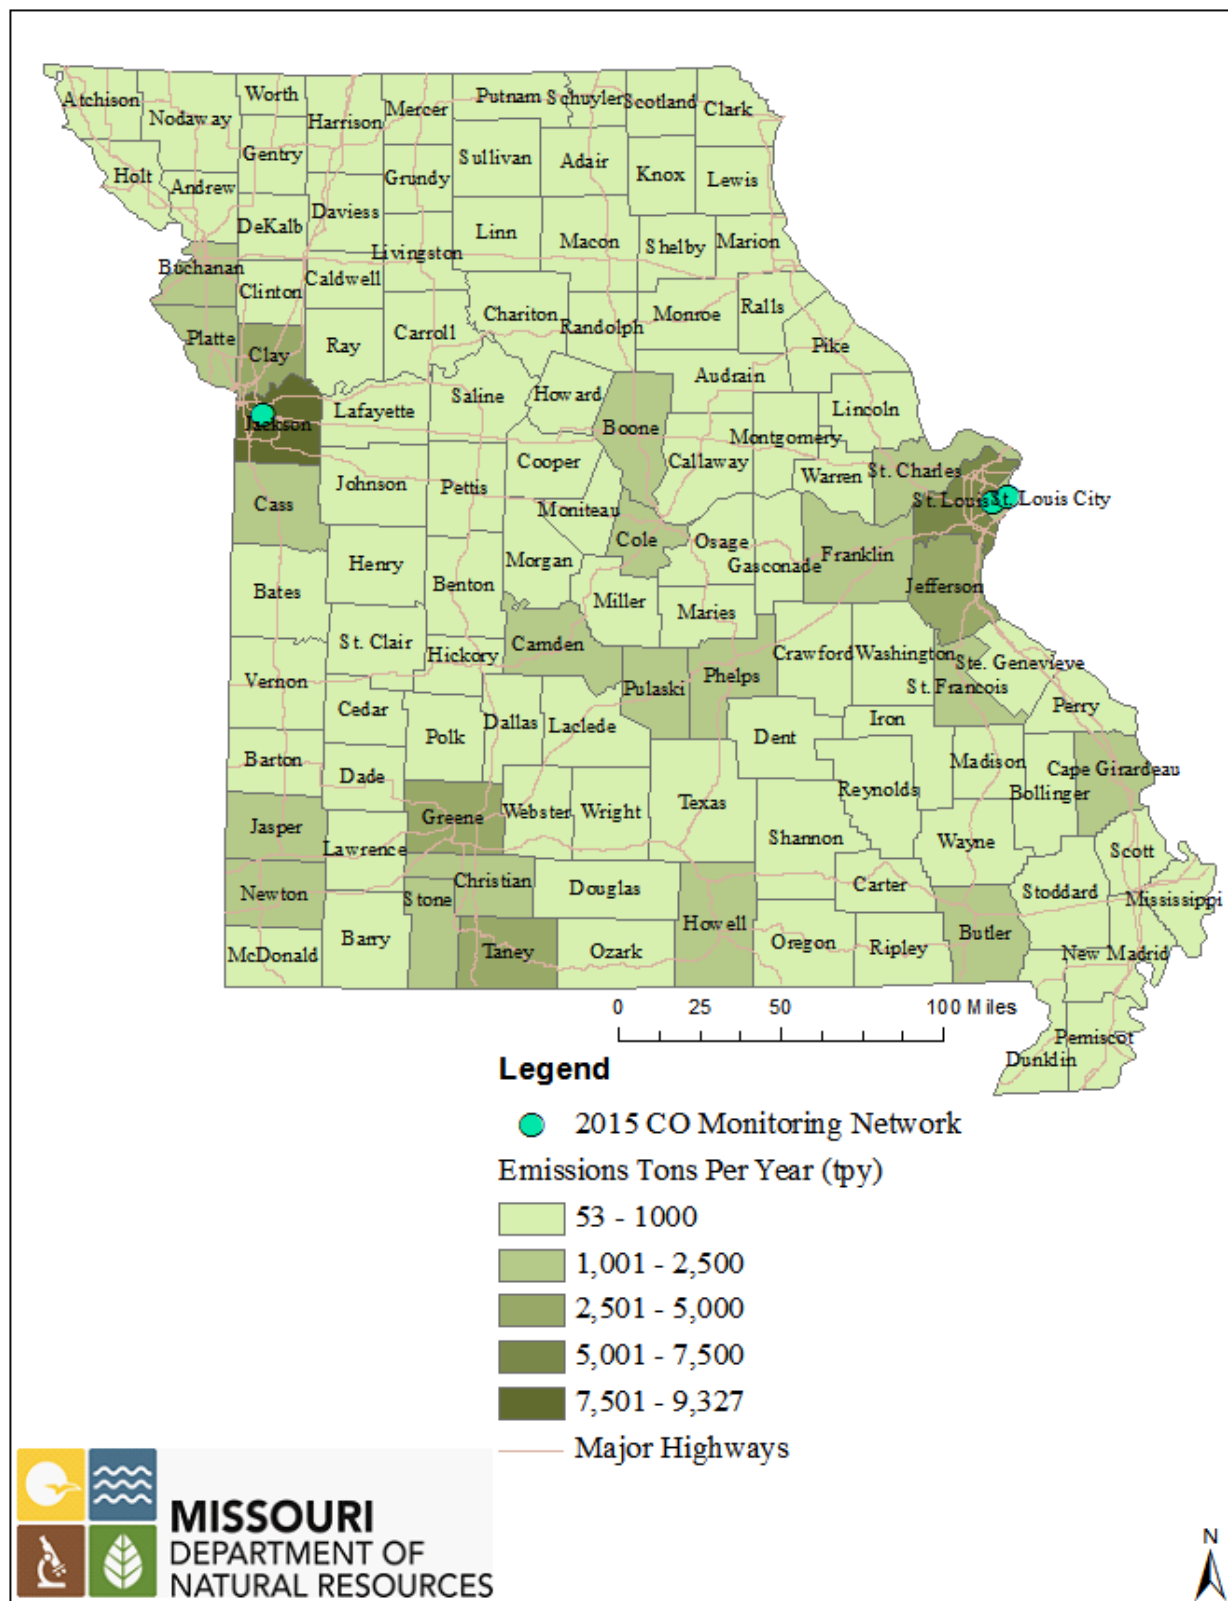 Atchison
Nodaway
Worth
Harrison
Mercer
Putnam
Schuyler
Scotland
Clark
Holt
Andrew
Gentry
DeKalb
Daviess
Grundy
Sullivan
Adair
Knox
Lewis
Livingston
Linn
Macon
Shelby
Marion
Buchanan
Clinton
Caldwell
Carroll
Chariton
Randolph
Monroe
Ralls
Pike
Platte
Clay
Ray
Audrain
Jackson
Lafayette
Saline
Howard
Boone
Lincoln
Montgomery
Callaway
Warren
St. Charles
Cooper
Johnson
Pettis
Moniteau
Cass
St. Louis
St. Louis City
Cole
Osage
Gasconade
Franklin
Jefferson
Henry
Benton
Morgan
Bates
Miller
Maries
St. Clair
Hickory
Camden
Crawford
Washington
Ste. Genevieve
St. Francois
Vernon
Pulaski
Phelps
Cedar
Polk
Dallas
Laclede
Dent
Iron
Perry
Barton
Dade
Madison
Cape Girardeau
Bollinger
Reynolds
Jasper
Greene
Webster
Wright
Texas
Shannon
Wayne
Scott
Lawrence
Newton
Stone
Christian
Douglas
Howell
Carter
Stoddard
Mississippi
McDonald
Barry
Taney
Ozark
Oregon
Ripley
Butler
New Madrid
Pemiscot
Dunklin
0 25 50 100 Miles
Legend
2015 CO Monitoring Network
Emissions Tons Per Year (tpy)
53 - 1000
1,001 - 2,500
2,501 - 5,000
5,001 - 7,500
7,501 - 9,327
Major Highways
MISSOURI
DEPARTMENT OF
NATURAL RESOURCES
N